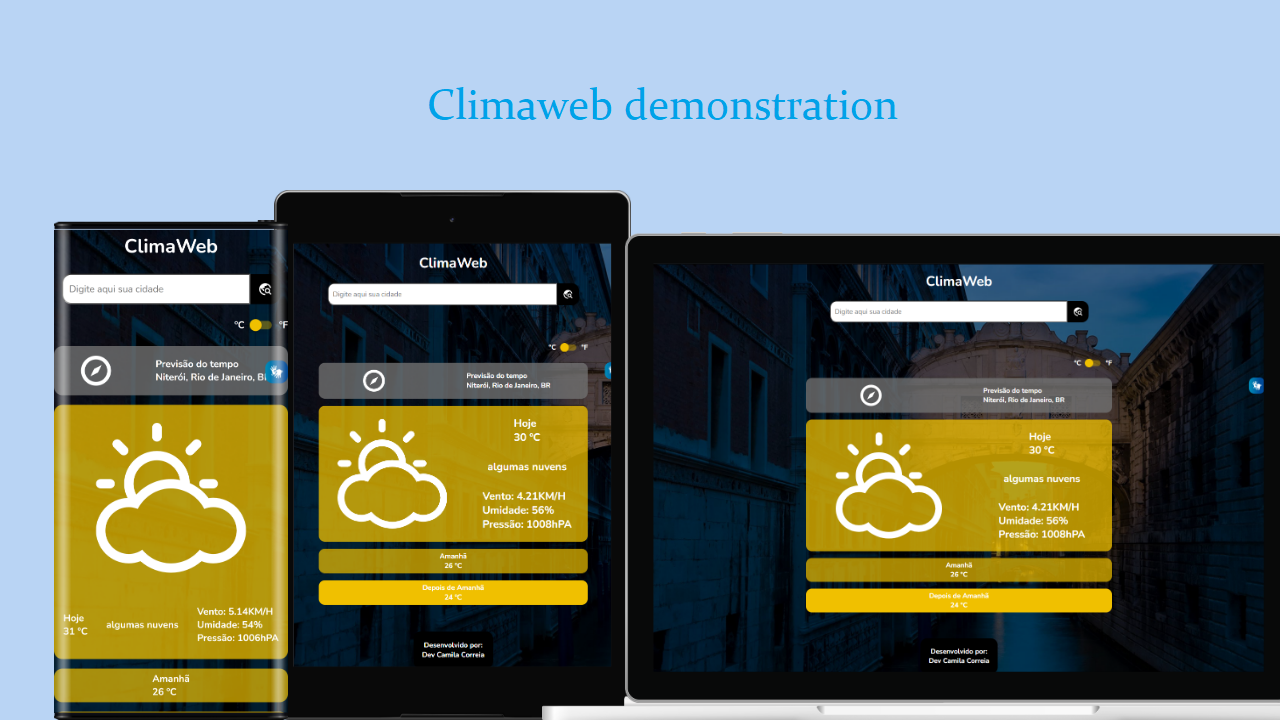 Climaweb demonstration
ClimaWeb
Digite aqui sua cidade
°C °F
Previsão do tempo
Niterói, Rio de Janeiro, B
Hoje
31 °C
algumas nuvens
Vento: 5.14KM/H
Umidade: 54%
Pressão: 1006hPA
Amanhã
26 °C
ClimaWeb
Digite aqui sua cidade
°C °F
Previsão do tempo
Niterói, Rio de Janeiro, BR
Hoje
30 °C
algumas nuvens
Vento: 4.21KM/H
Umidade: 56%
Pressão: 1008hPA
Amanhã
26 °C
Depois de Amanhã
24 °C
Desenvolvido por:
Dev Camila Correia
ClimaWeb
Digite aqui sua cidade
°C °F
Previsão do tempo
Niterói, Rio de Janeiro, BR
Hoje
30 °C
algumas nuvens
Vento: 4.21KM/H
Umidade: 56%
Pressão: 1008hPA
Amanhã
26 °C
Depois de Amanhã
24 °C
Desenvolvido por:
Dev Camila Correia